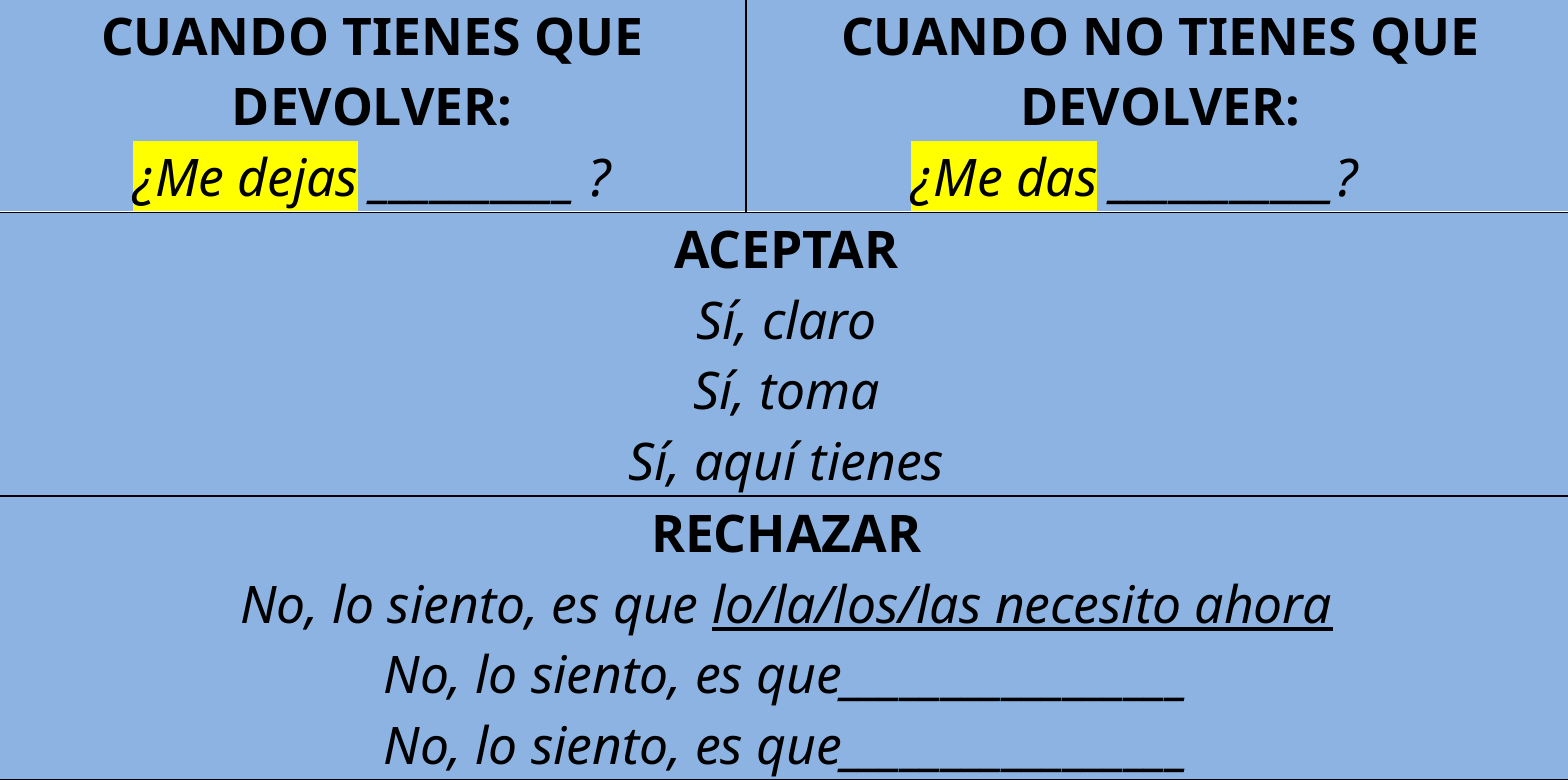 CUANDO TIENES QUE
DEVOLVER:
¿Me dejas __________ ?
CUANDO NO TIENES QUE
DEVOLVER:
¿Me das ___________?
ACEPTAR
Sí, claro
Sí, toma
Sí, aquí tienes
RECHAZAR
No, lo siento, es que lo/la/los/las necesito ahora
No, lo siento, es que_________________
No, lo siento, es que_________________